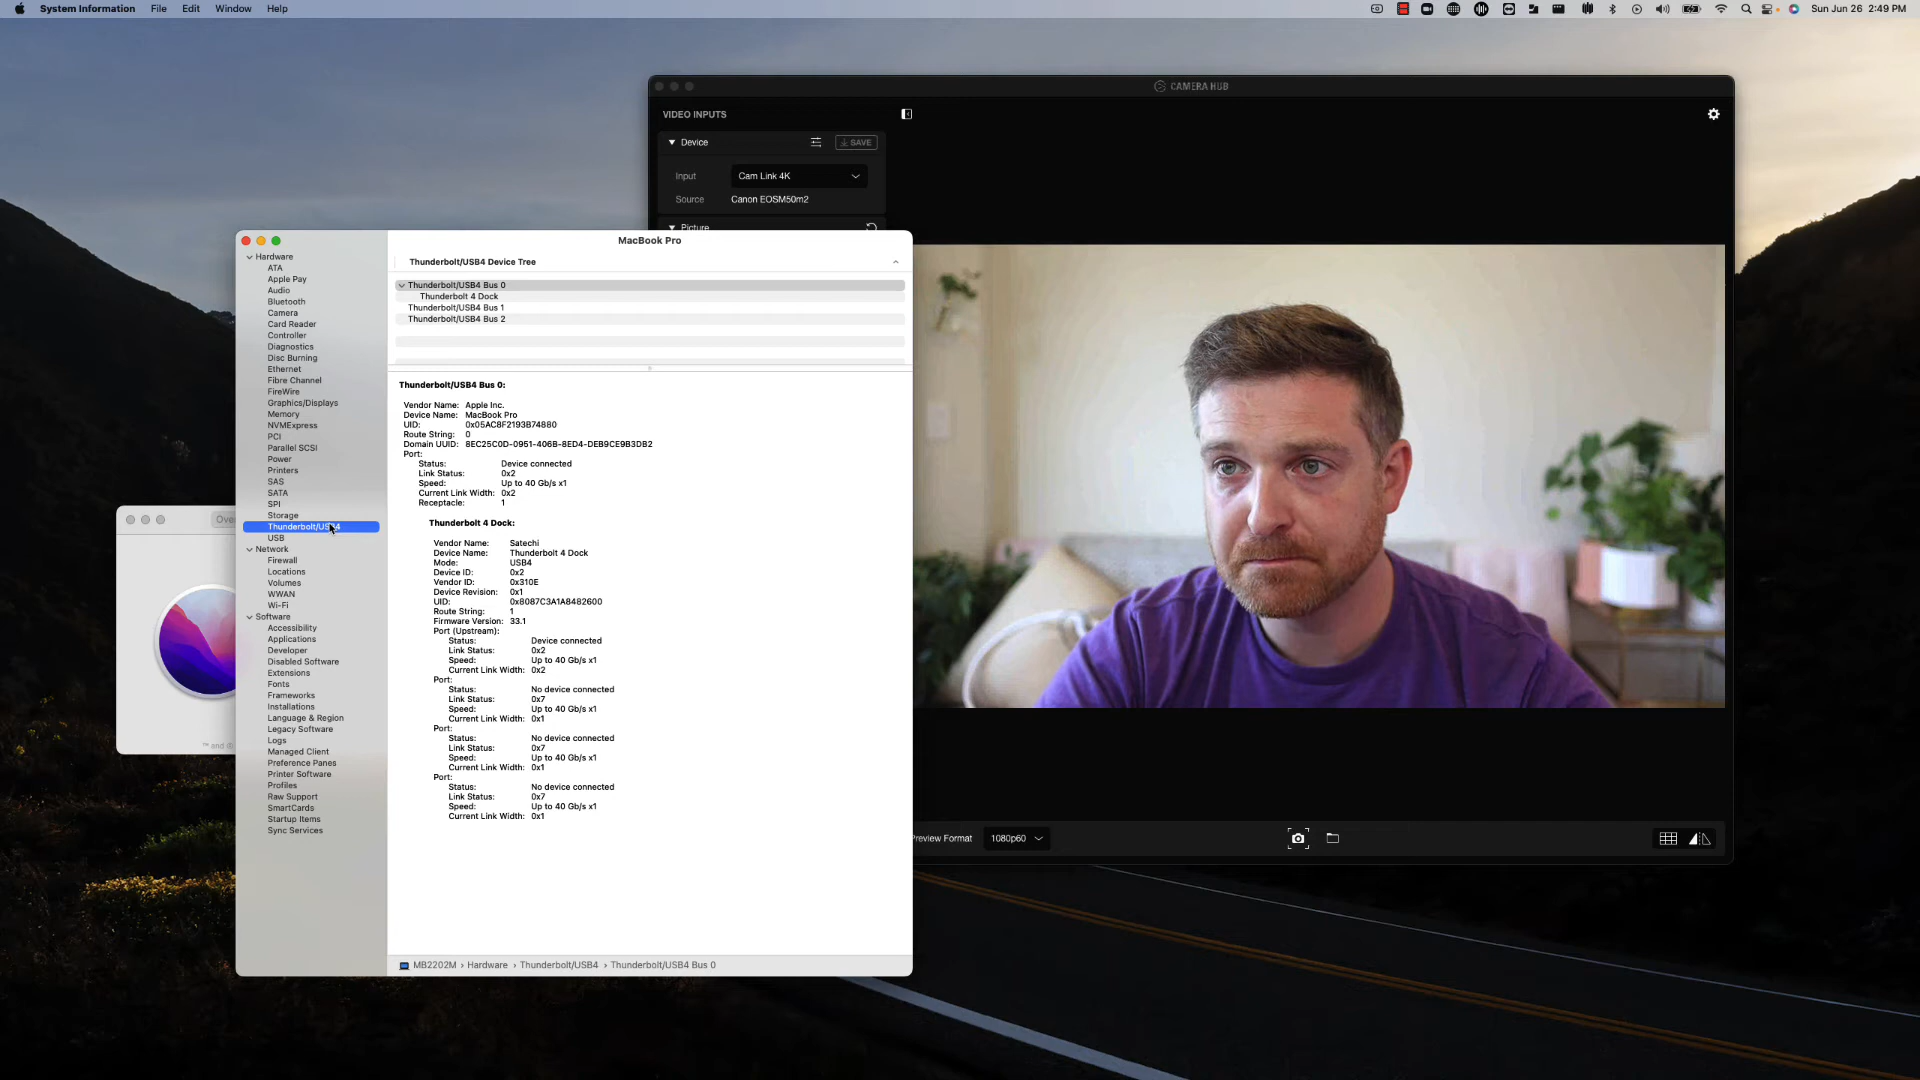 System Information File Edit Window Help
Sun Jun 26 2:49 PM
CAMERA HUB
VIDEO INPUTS
Device
SAVE
Input Cam Link 4K
Source Canon EOSM50m2
Picture
Preview Format 1080p60
MacBook Pro
Hardware
ATA
Apple Pay
Audio
Bluetooth
Camera
Card Reader
Controller
Diagnostics
Disc Burning
Ethernet
Fibre Channel
FireWire
Graphics/Displays
Memory
NVMExpress
PCI
Parallel SCSI
Power
Printers
SAS
SATA
SPI
Storage
Thunderbolt/USB4
USB
Network
Firewall
Locations
Volumes
WWAN
Wi-Fi
Software
Accessibility
Applications
Developer
Disabled Software
Extensions
Fonts
Frameworks
Installations
Language & Region
Legacy Software
Logs
Managed Client
Preference Panes
Printer Software
Profiles
Raw Support
SmartCards
Startup Items
Sync Services
Thunderbolt/USB4 Device Tree
Thunderbolt/USB4 Bus 0
Thunderbolt 4 Dock
Thunderbolt/USB4 Bus 1
Thunderbolt/USB4 Bus 2
Thunderbolt/USB4 Bus 0:
Vendor Name: Apple Inc.
Device Name: MacBook Pro
UID: 0x05AC8F2193B74880
Route String: 0
Domain UUID: 8EC25C0D-0951-406B-8ED4-DEB9CE9B3DB2
Port:
Status: Device connected
Link Status: 0x2
Speed: Up to 40 Gb/s x1
Current Link Width: 0x2
Receptacle: 1
Thunderbolt 4 Dock:
Vendor Name: Satechi
Device Name: Thunderbolt 4 Dock
Mode: USB4
Device ID: 0x2
Vendor ID: 0x310E
Device Revision: 0x1
UID: 0x8087C3A1A8482600
Route String: 1
Firmware Version: 33.1
Port (Upstream):
Status: Device connected
Link Status: 0x2
Speed: Up to 40 Gb/s x1
Current Link Width: 0x2
Port:
Status: No device connected
Link Status: 0x7
Speed: Up to 40 Gb/s x1
Current Link Width: 0x1
Port:
Status: No device connected
Link Status: 0x7
Speed: Up to 40 Gb/s x1
Current Link Width: 0x1
Port:
Status: No device connected
Link Status: 0x7
Speed: Up to 40 Gb/s x1
Current Link Width: 0x1
MB2202M › Hardware › Thunderbolt/USB4 › Thunderbolt/USB4 Bus 0
Ove
™ and ©